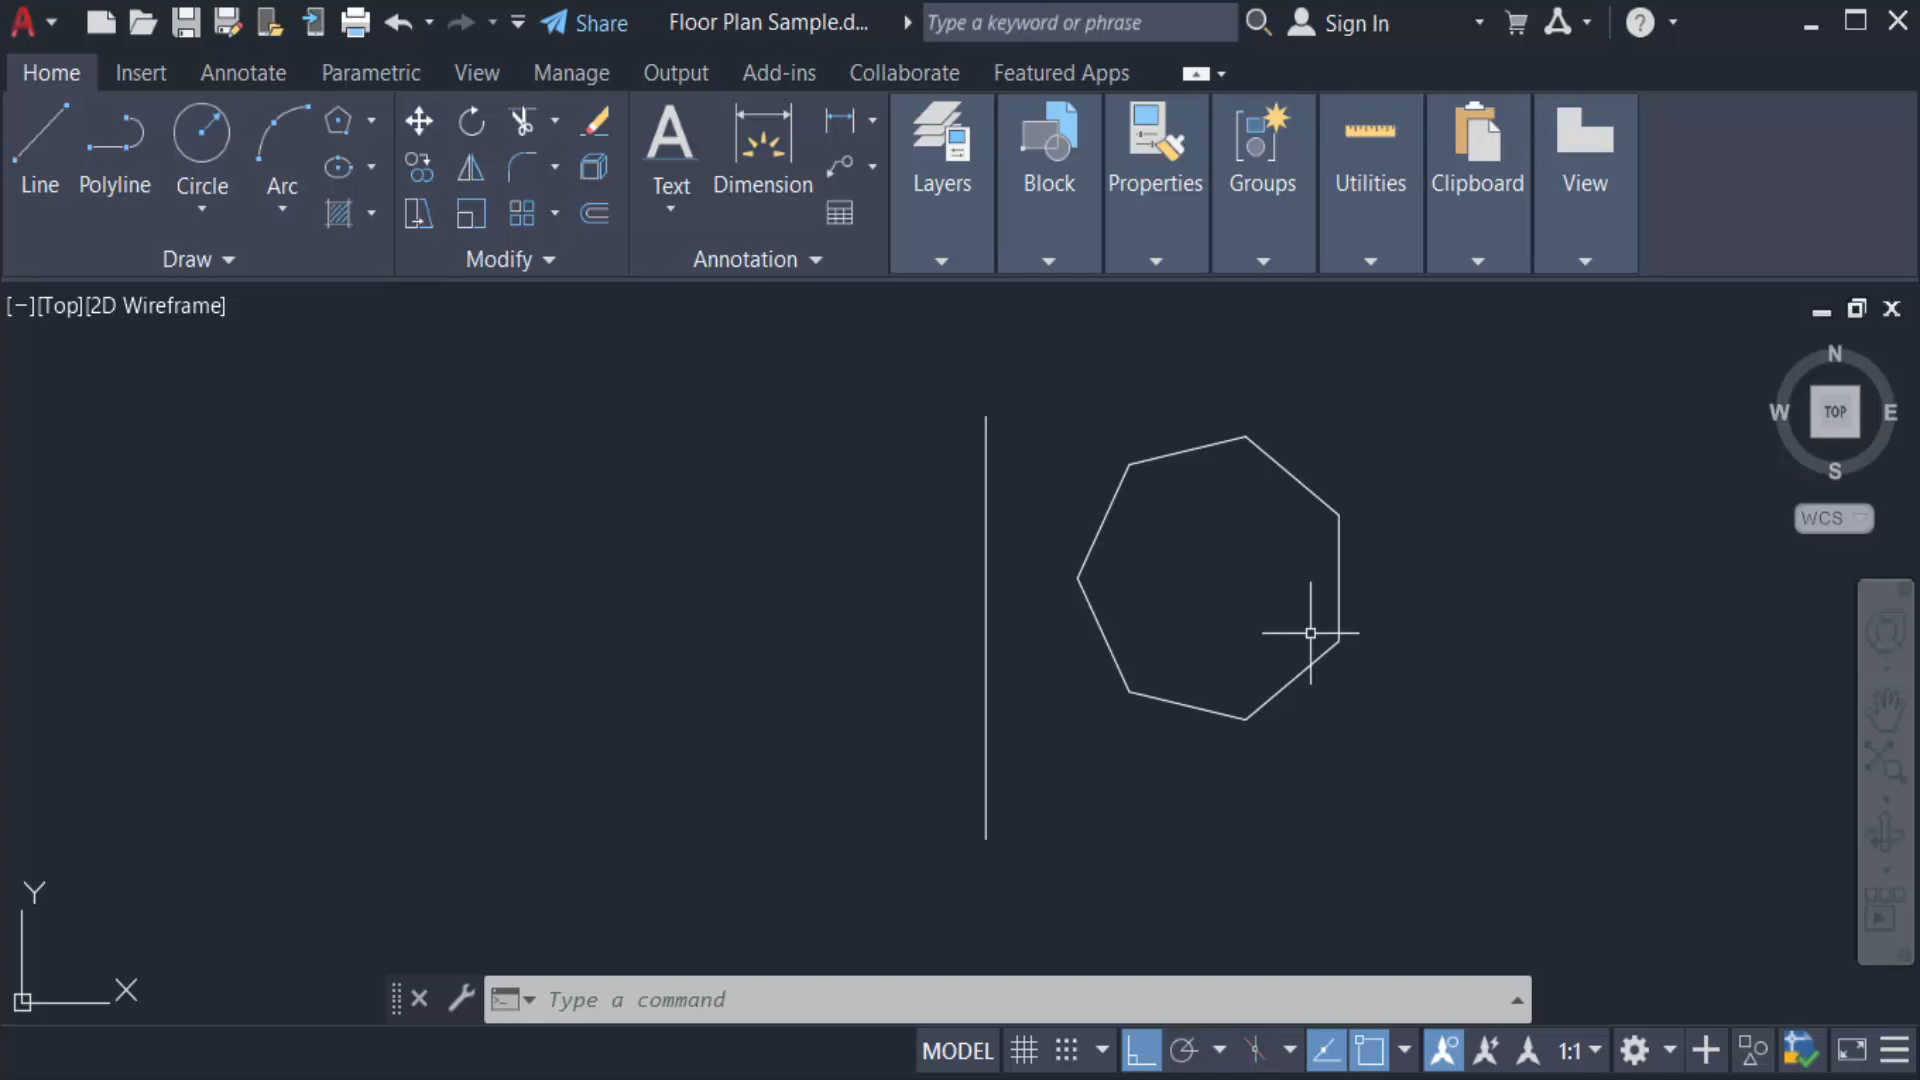 Share Floor Plan Sample.d... Type a keyword or phrase Sign In
Home Insert Annotate Parametric View Manage Output Add-ins Collaborate Featured Apps
Line Polyline Circle Arc Text Dimension Layers Block Properties Groups Utilities Clipboard View
Draw Modify Annotation
[−][Top][2D Wireframe]
N
W TOP E
S
WCS
Y
X
Type a command
MODEL 1:1